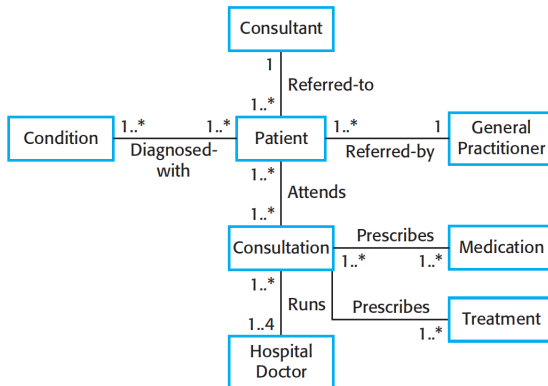 Consultant
1
Referred-to
1..*
Condition
1..*
1..*
Diagnosed-
with
Patient
1..*
1
Referred-by
General
Practitioner
1..*
Attends
1..*
Consultation
Prescribes
1..*
1..*
Medication
1..*
Runs
1..4
Prescribes
1..*
Treatment
Hospital
Doctor